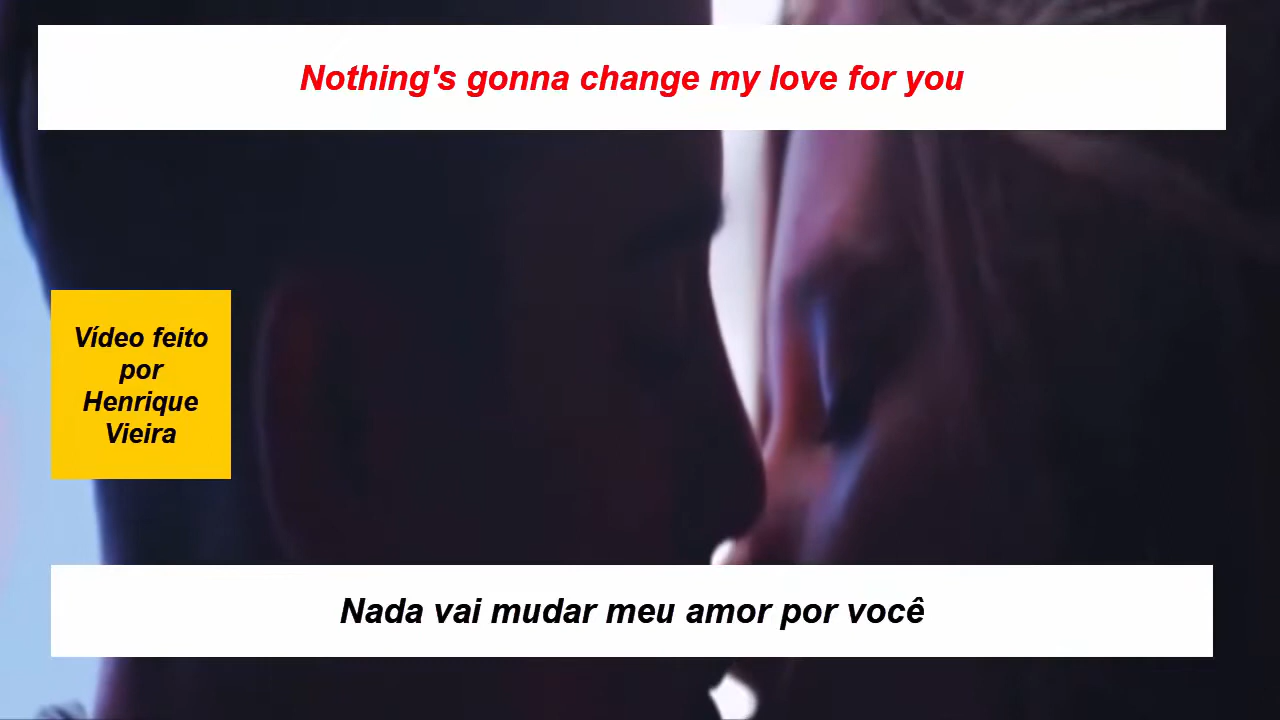 Nothing's gonna change my love for you
Vídeo feito
por
Henrique
Vieira
Nada vai mudar meu amor por você